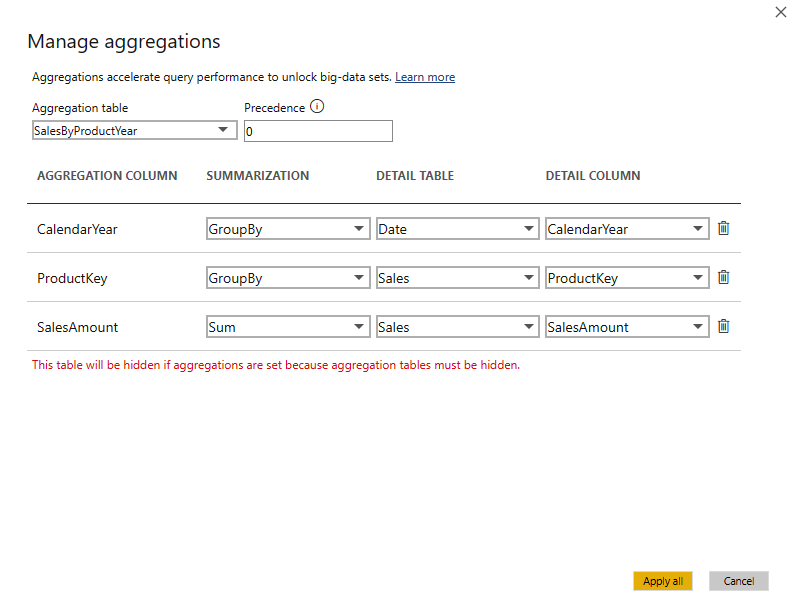 Manage aggregations
Aggregations accelerate query performance to unlock big-data sets. Learn more
Aggregation table Precedence
SalesByProductYear 0
AGGREGATION COLUMN SUMMARIZATION DETAIL TABLE DETAIL COLUMN
CalendarYear GroupBy Date CalendarYear
ProductKey GroupBy Sales ProductKey
SalesAmount Sum Sales SalesAmount
This table will be hidden if aggregations are set because aggregation tables must be hidden.
Apply all Cancel